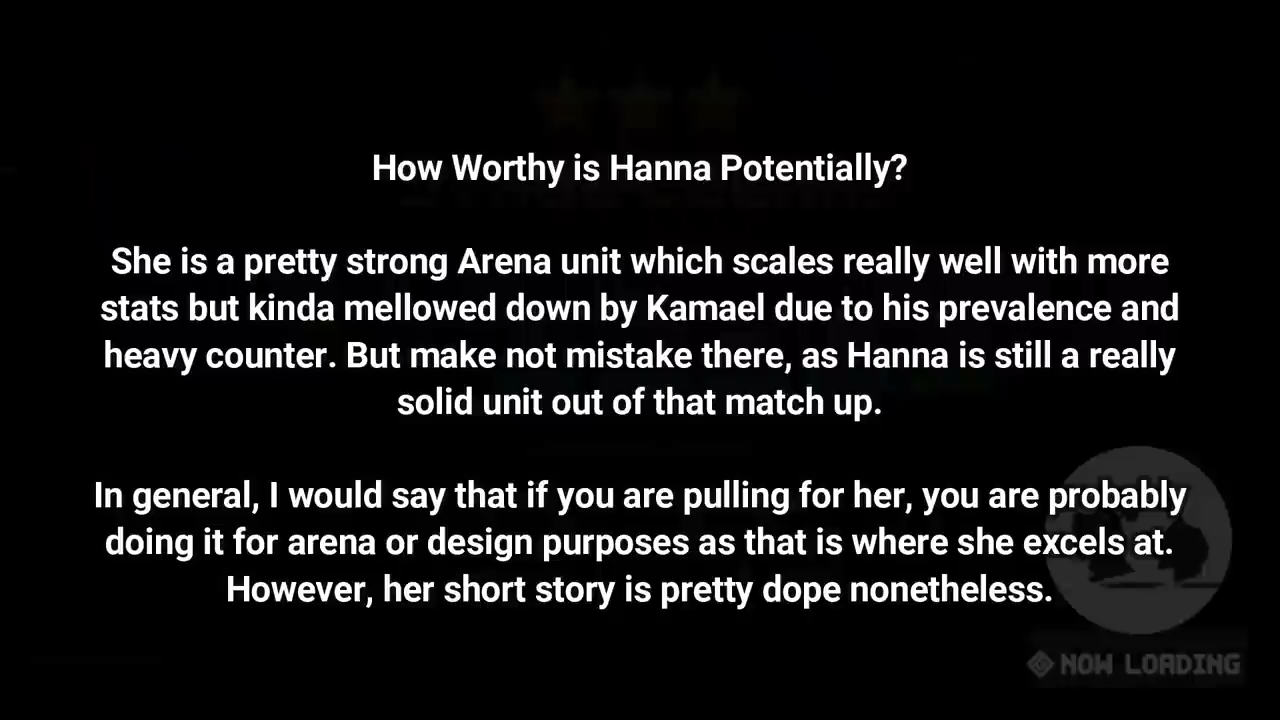 How Worthy is Hanna Potentially?
She is a pretty strong Arena unit which scales really well with more
stats but kinda mellowed down by Kamael due to his prevalence and
heavy counter. But make not mistake there, as Hanna is still a really
solid unit out of that match up.
In general, I would say that if you are pulling for her, you are probably
doing it for arena or design purposes as that is where she excels at.
However, her short story is pretty dope nonetheless.
NOW LOADING